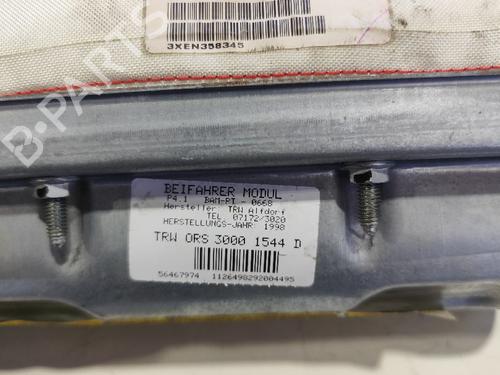 3XEN358345
B-PARTS
BEIFAHRER MODUL
P4.1 BAM-PT - 0668
Hersteller: TRW Alfdorf
TEL. 07172/3020
HERSTELLUNGS-JAHR 1998
TRW ORS 3000 1544 D
56467974 1126498292004495